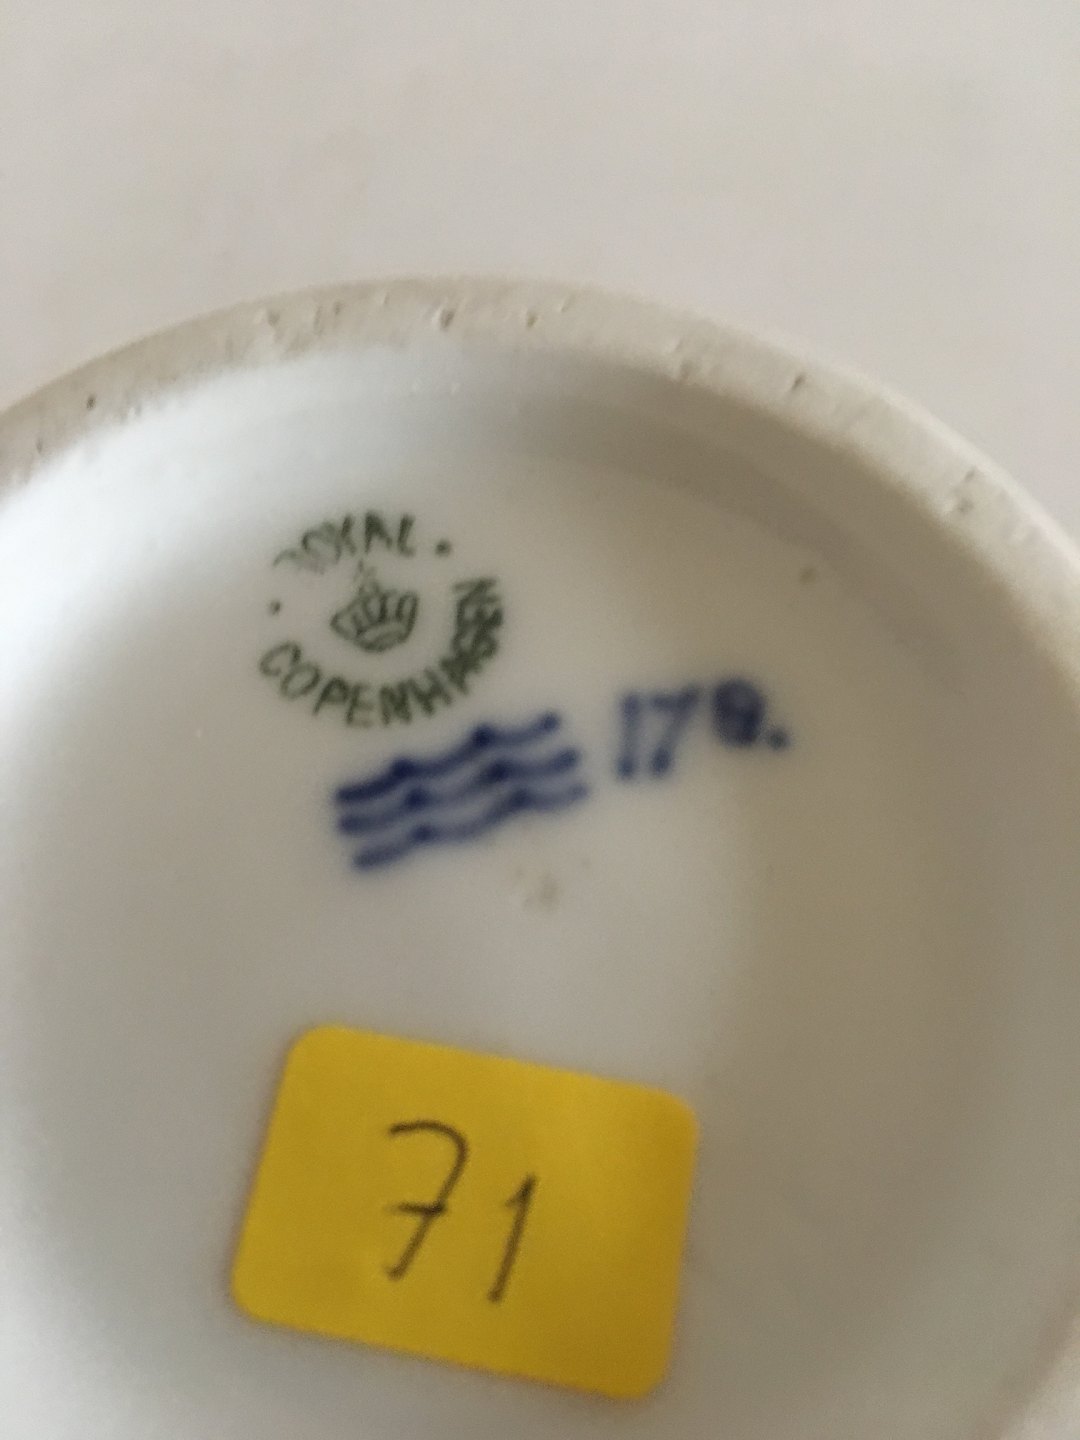 ROYAL
COPENHAGEN
179.
71